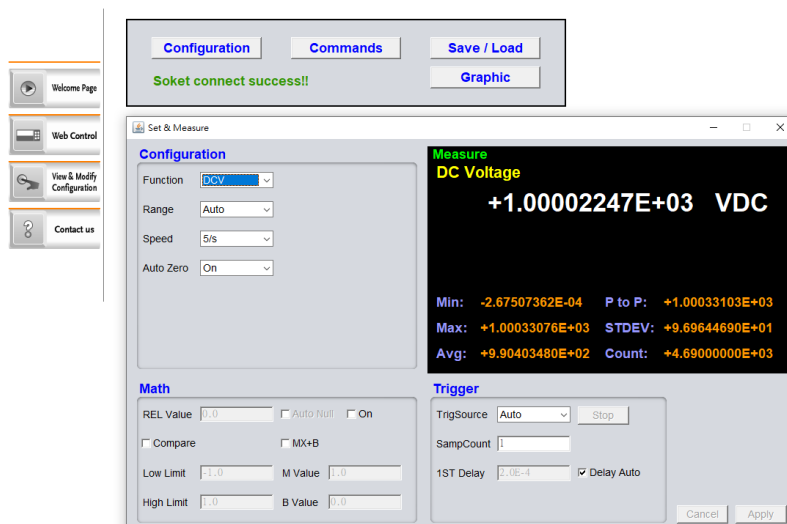 Configuration Commands Save / Load
Soket connect success!! Graphic
Welcome Page
Web Control
View & Modify
Configuration
Contact us
Set & Measure
Configuration
Function DCV
Range Auto
Speed 5/s
Auto Zero On
Measure
DC Voltage
+1.00002247E+03 VDC
Min: -2.67507362E-04 P to P: +1.00033103E+03
Max: +1.00033076E+03 STDEV: +9.69644690E+01
Avg: +9.90403480E+02 Count: +4.69000000E+03
Math
REL Value 0.0 Auto Null On
Compare MX+B
Low Limit -1.0 M Value 1.0
High Limit 1.0 B Value 0.0
Trigger
TrigSource Auto Stop
SampCount 1
1ST Delay 2.0E-4 Delay Auto
Cancel Apply